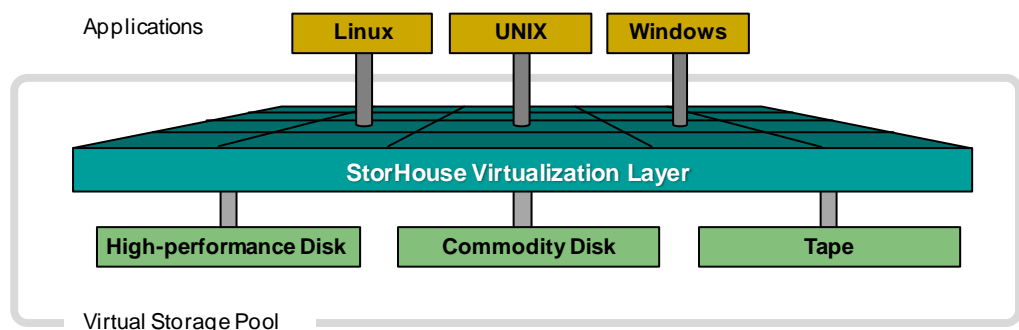 Applications
Linux
UNIX
Windows
StorHouse Virtualization Layer
High-performance Disk
Commodity Disk
Tape
Virtual Storage Pool